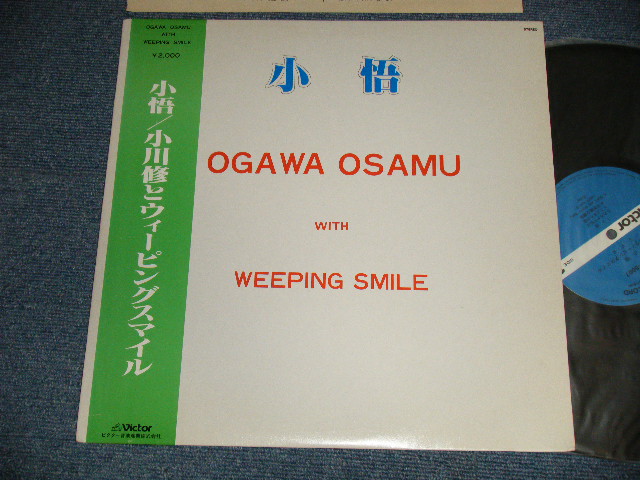 OGAWA OSAMU
WITH
WEEPING SMILE
¥2,000
小悟/小川修とウィーピングスマイル
Victor
ビクター音楽産業株式会社
STEREO
小 悟
OGAWA OSAMU
WITH
WEEPING SMILE
Victor